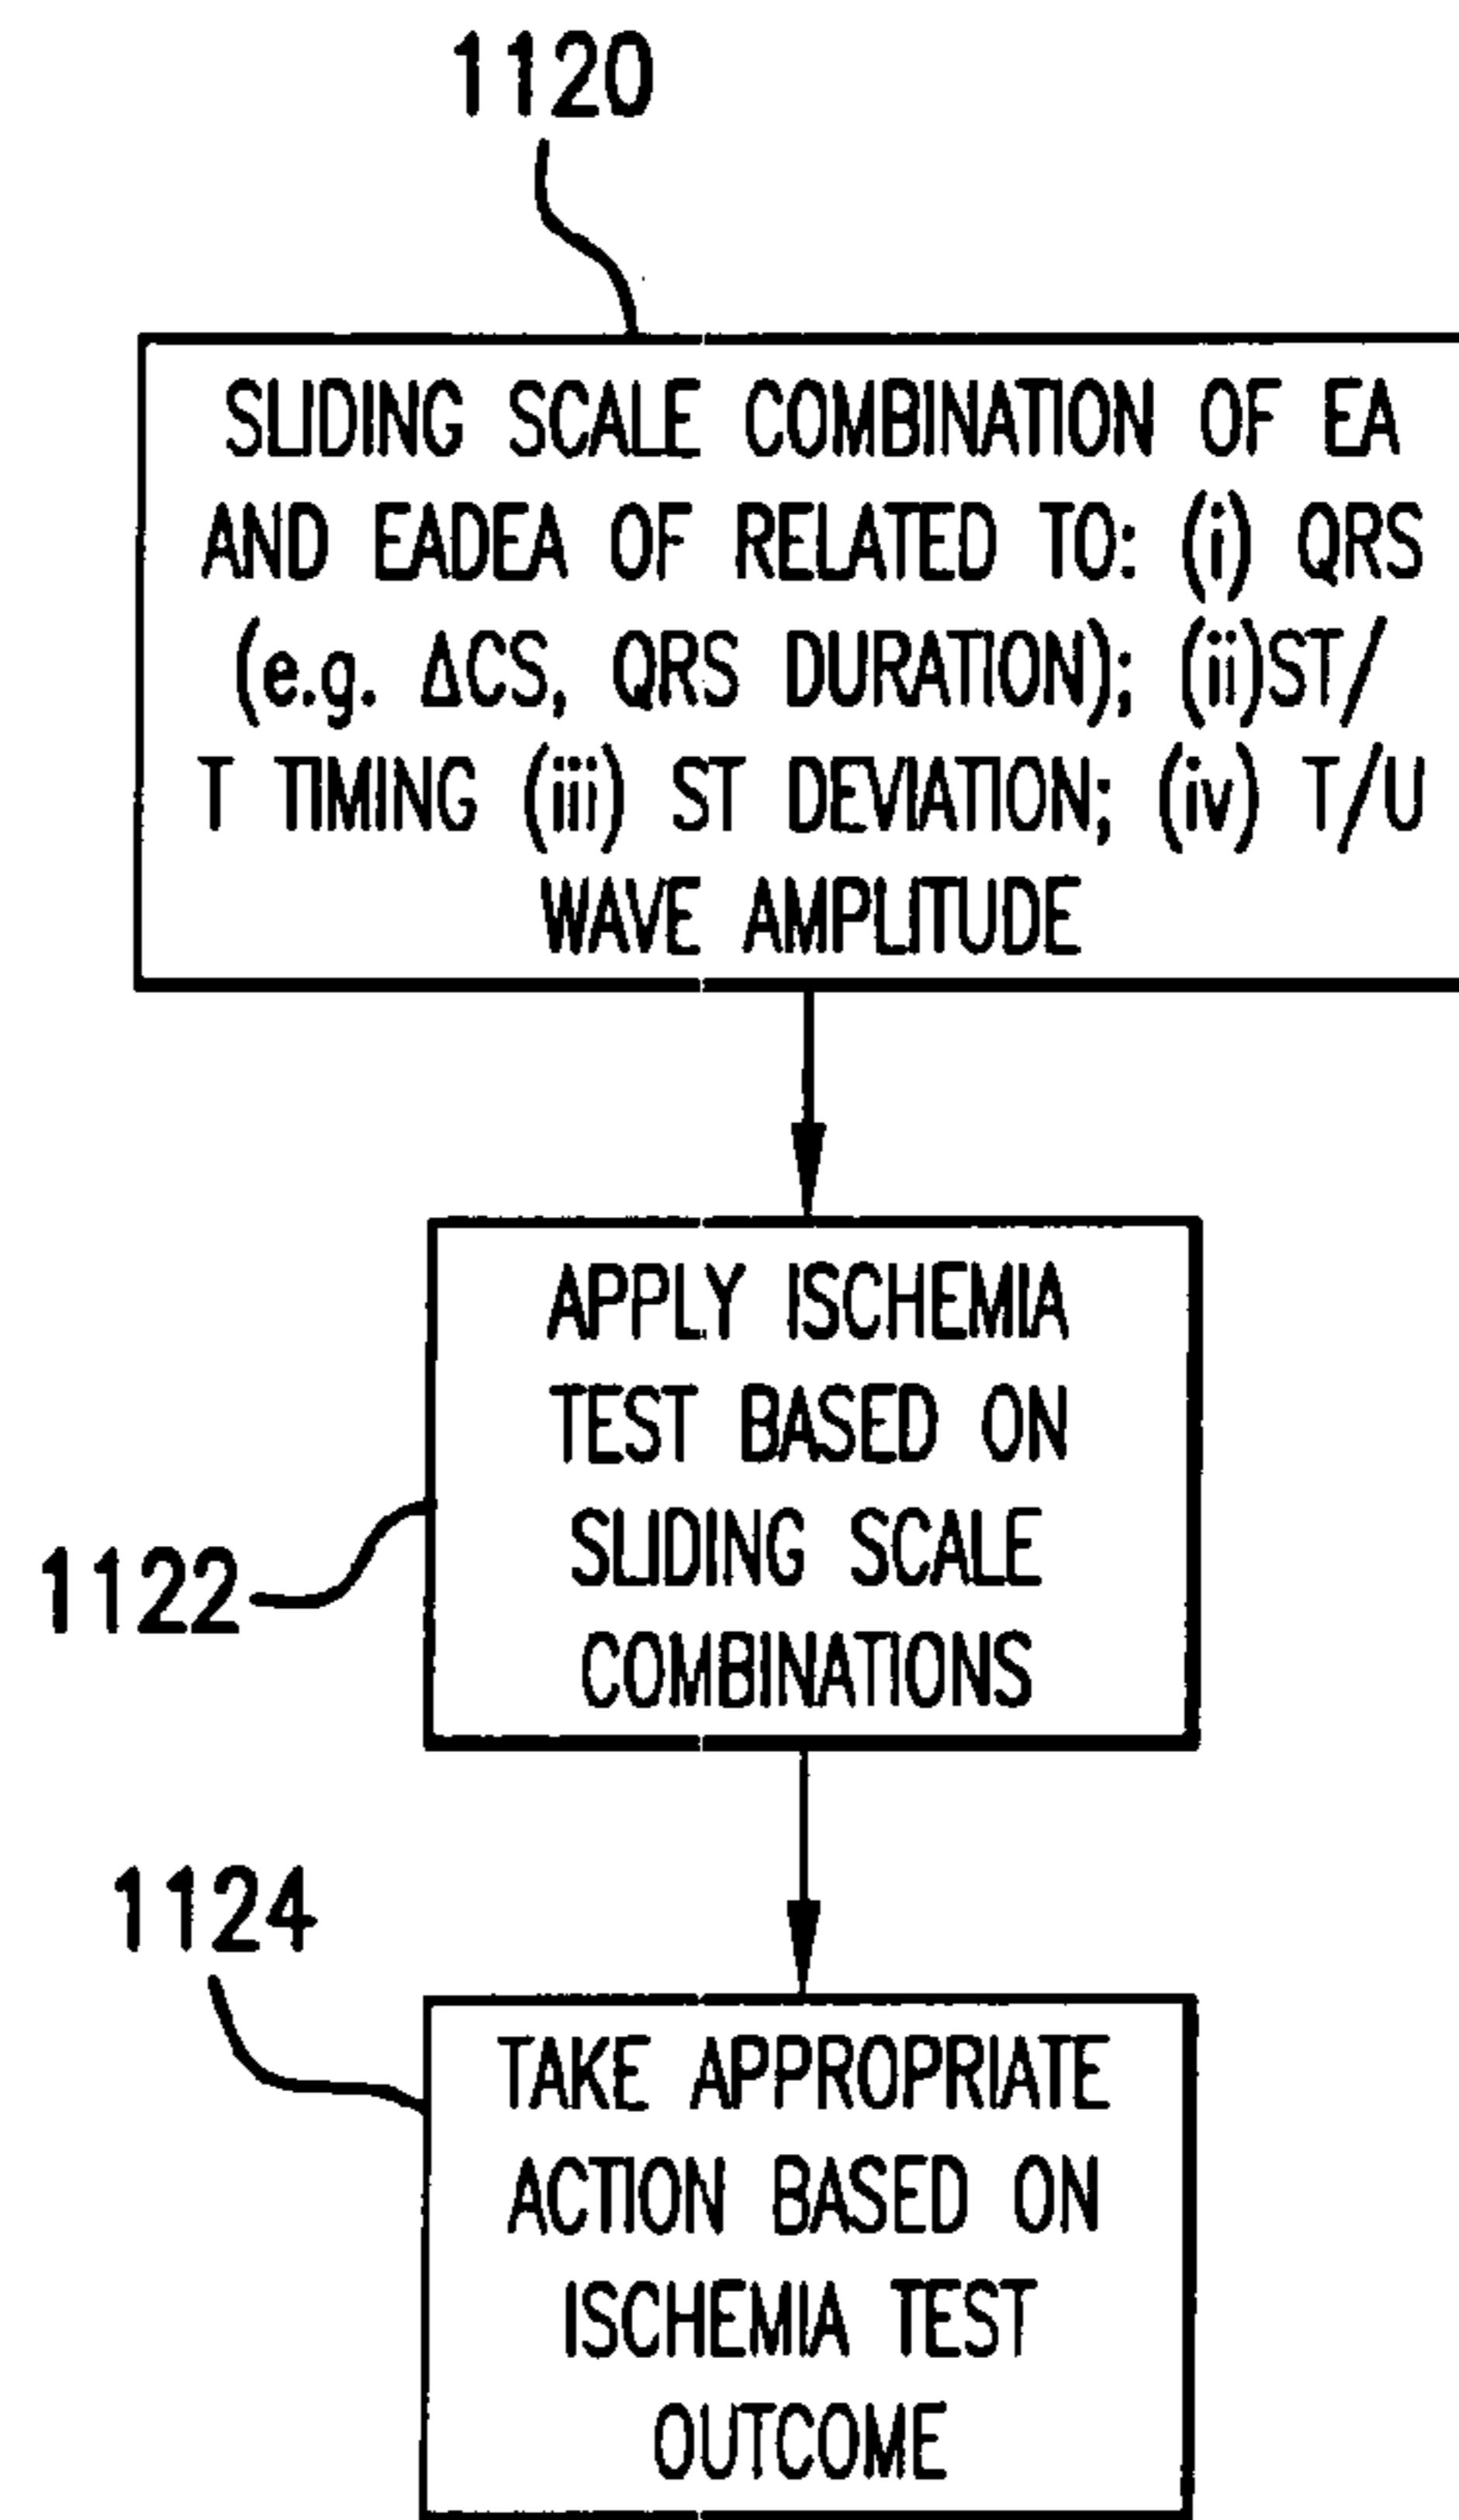 1120
SLIDING SCALE COMBINATION OF EA
AND EADEA OF RELATED TO: (i) QRS
(e.g. ΔCS, QRS DURATION); (ii)ST/
T TIMING (iii) ST DEVIATION; (iv) T/U
WAVE AMPLITUDE
APPLY ISCHEMIA
TEST BASED ON
SLIDING SCALE
COMBINATIONS
1122
1124
TAKE APPROPRIATE
ACTION BASED ON
ISCHEMIA TEST
OUTCOME